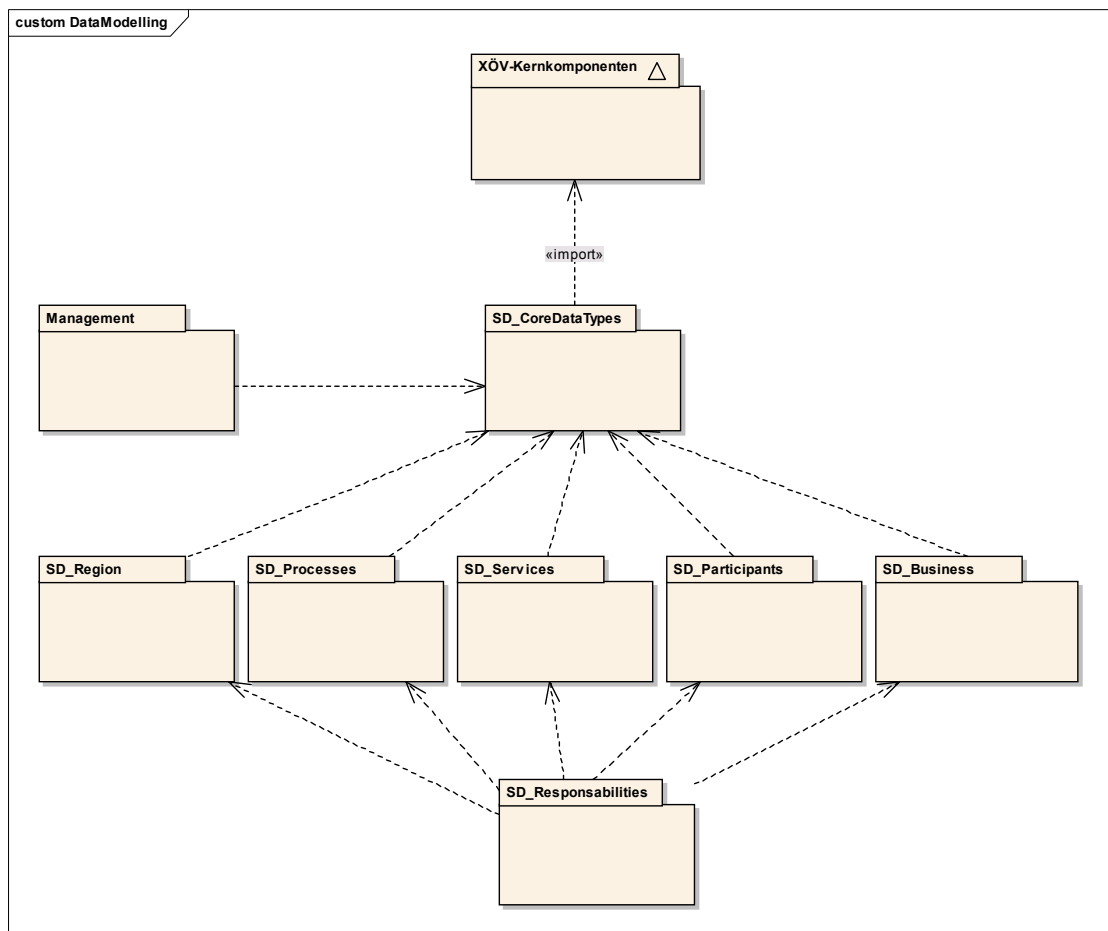 custom DataModelling
XÖV-Kernkomponenten
«import»
Management
SD_CoreDataTypes
SD_Region
SD_Processes
SD_Services
SD_Participants
SD_Business
SD_Responsabilities